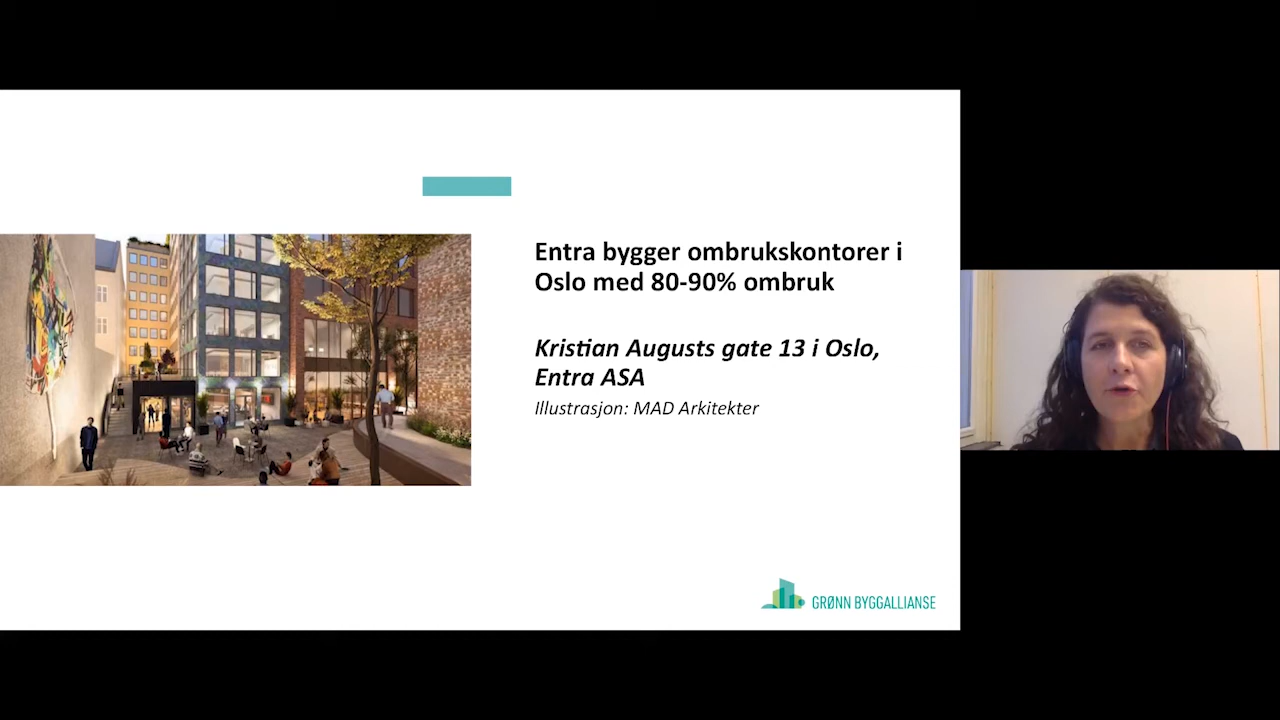 Entra bygger ombrukskontorer i
Oslo med 80-90% ombruk
Kristian Augusts gate 13 i Oslo,
Entra ASA
Illustrasjon: MAD Arkitekter
GRØNN BYGGALLIANSE